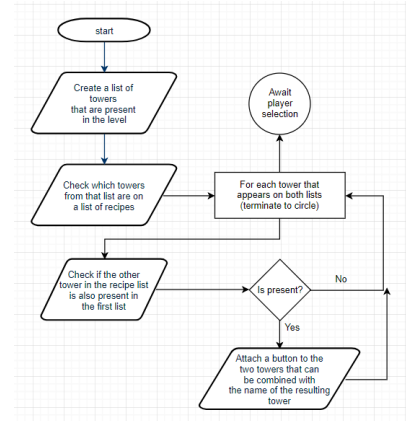 start
Create a list of
towers
that are present
in the level
Await
player
selection
Check which towers
from that list are on
a list of recipes
For each tower that
appears on both lists
(terminate to circle)
Check if the other
tower in the recipe list
is also present in
the first list
Is present?
No
Yes
Attach a button to the
two towers that can
be combined with
the name of the resulting
tower